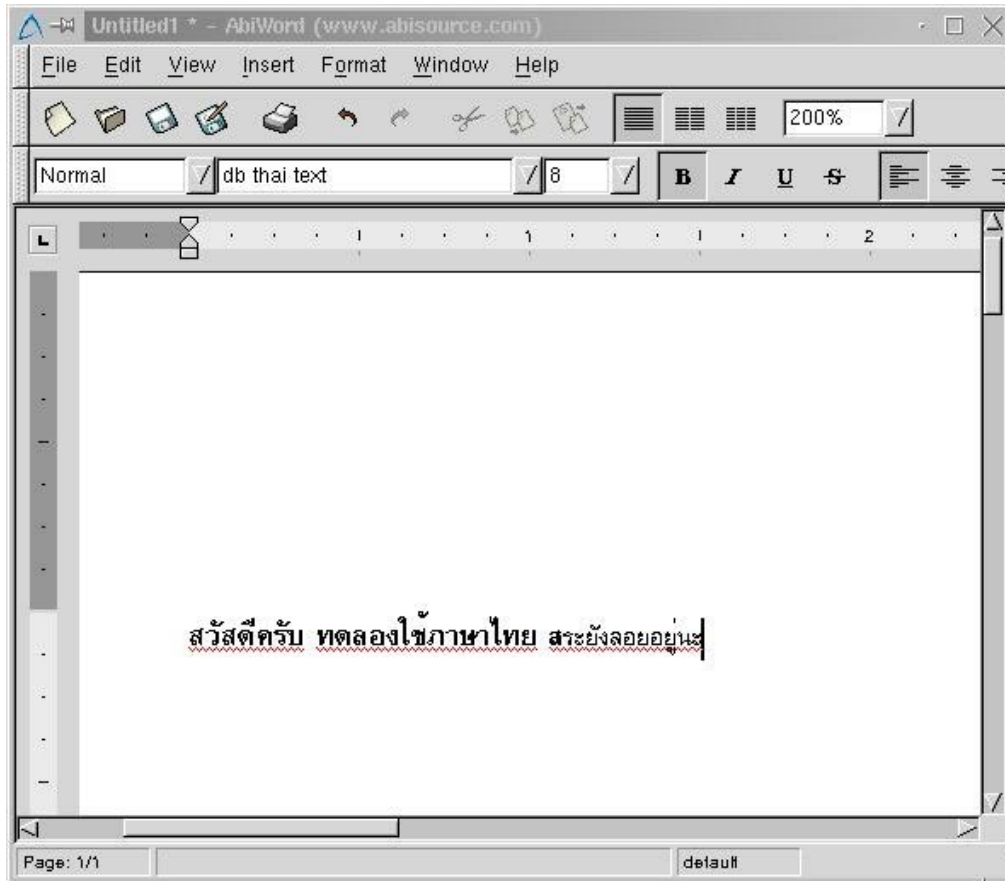 Untitled1 * - AbiWord (www.abisource.com)
File Edit View Insert Format Window Help
200%
Normal db thai text 8 B I U S
1 1 1 2
สวัสดีครับ ทดลองใช้ภาษาไทย สระยังลอยอยู่นะ
Page: 1/1 default